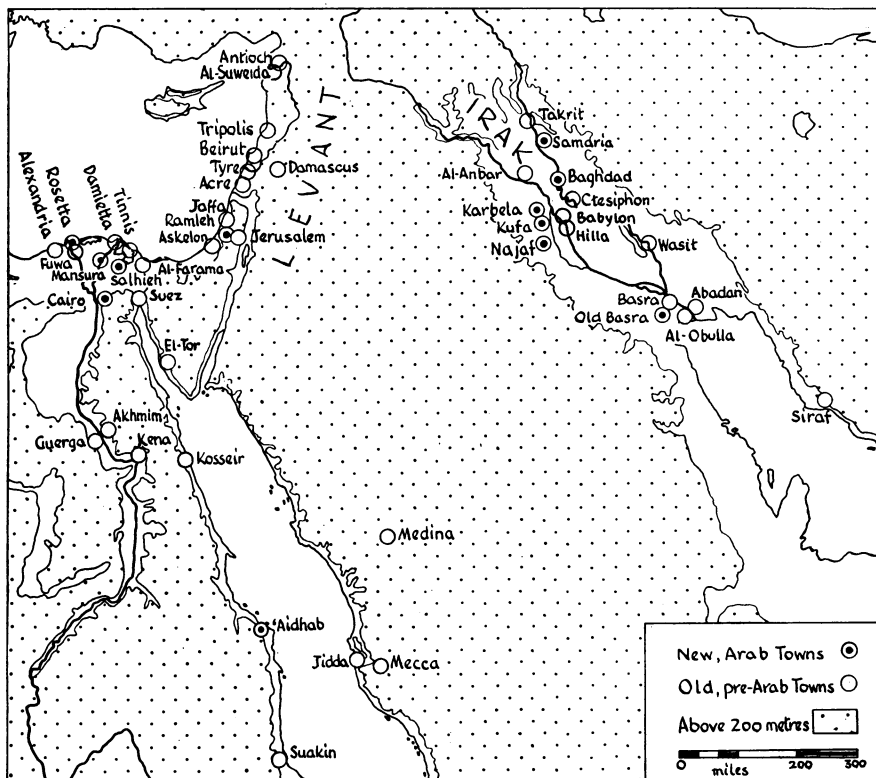 Antioch
Al-Suweida
Tripolis
Beirut
Tyre
Acre
Damascus
LEVANT
Jaffa
Ramleh
Askelon
Jerusalem
Alexandria
Rosetta
Damietta
Tinnis
Fuwa
Mansura
Salhieh
Al-Farama
Cairo
Suez
El-Tor
Akhmim
Gyerga
Kena
Kosseir
'Aidhab
Suakin
Medina
Jidda
Mecca
IRAK
Takrit
Samaria
Al-Anbar
Baghdad
Ctesiphon
Karbela
Babylon
Kufa
Hilla
Najaf
Wasit
Basra
Abadan
Old Basra
Al-Obulla
Siraf
New, Arab Towns
Old, pre-Arab Towns
Above 200 metres
0 200 300
miles